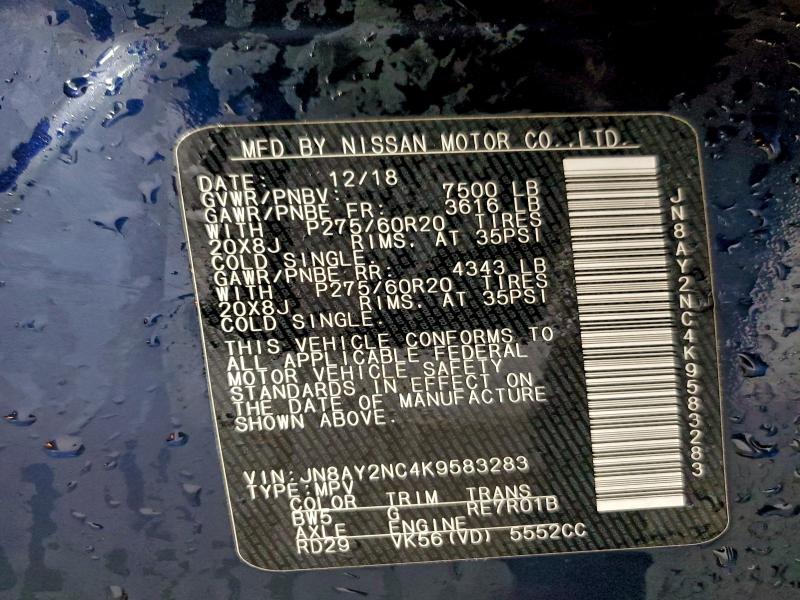 MFD BY NISSAN MOTOR CO.,LTD.
DATE: 12/18
GVWR/PNBV: 7500 LB
GAWR/PNBE FR: 3616 LB
WITH P275/60R20 TIRES
20X8J RIMS. AT 35PSI
COLD SINGLE.
GAWR/PNBE RR: 4343 LB
WITH P275/60R20 TIRES
20X8J RIMS. AT 35PSI
COLD SINGLE.
THIS VEHICLE CONFORMS TO
ALL APPLICABLE FEDERAL
MOTOR VEHICLE SAFETY
STANDARDS IN EFFECT ON
THE DATE OF MANUFACTURE
SHOWN ABOVE.
VIN:JN8AY2NC4K9583283
TYPE:MPV
COLOR TRIM TRANS
BW5 G RE7R01B
AXLE ENGINE
RD29 VK56(VD) 5552CC
JN8AY2NC4K9583283